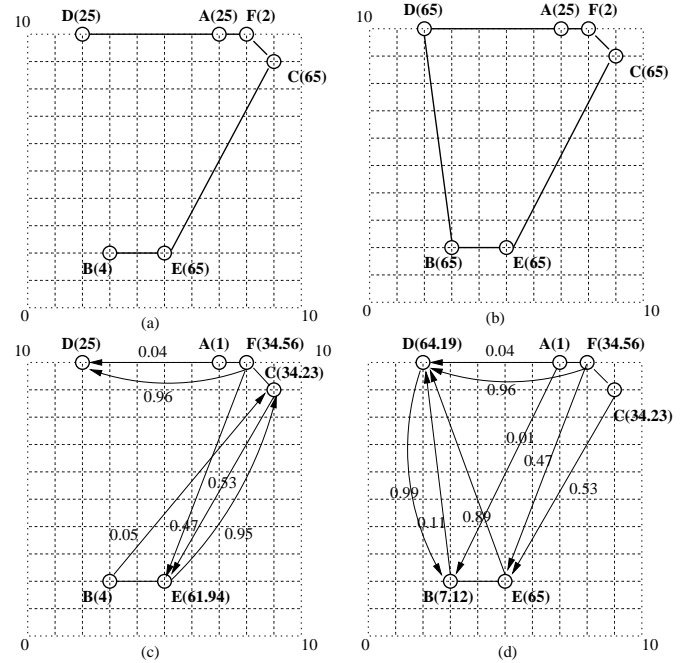 10 D(25) A(25) F(2)
C(65)
B(4) E(65)
0 (a) 10
10 D(65) A(25) F(2)
C(65)
B(65) E(65)
0 (b) 10
10 D(25) A(1) F(34.56) 10
0.04
C(34.23)
0.96
0.53
0.47
0.05 0.95
B(4) E(61.94)
0 (c) 10
10 D(64.19) A(1) F(34.56)
0.04
0.96
C(34.23)
0.01
0.47
0.99 0.53
0.11 0.89
B(7.12) E(65)
0 (d) 10